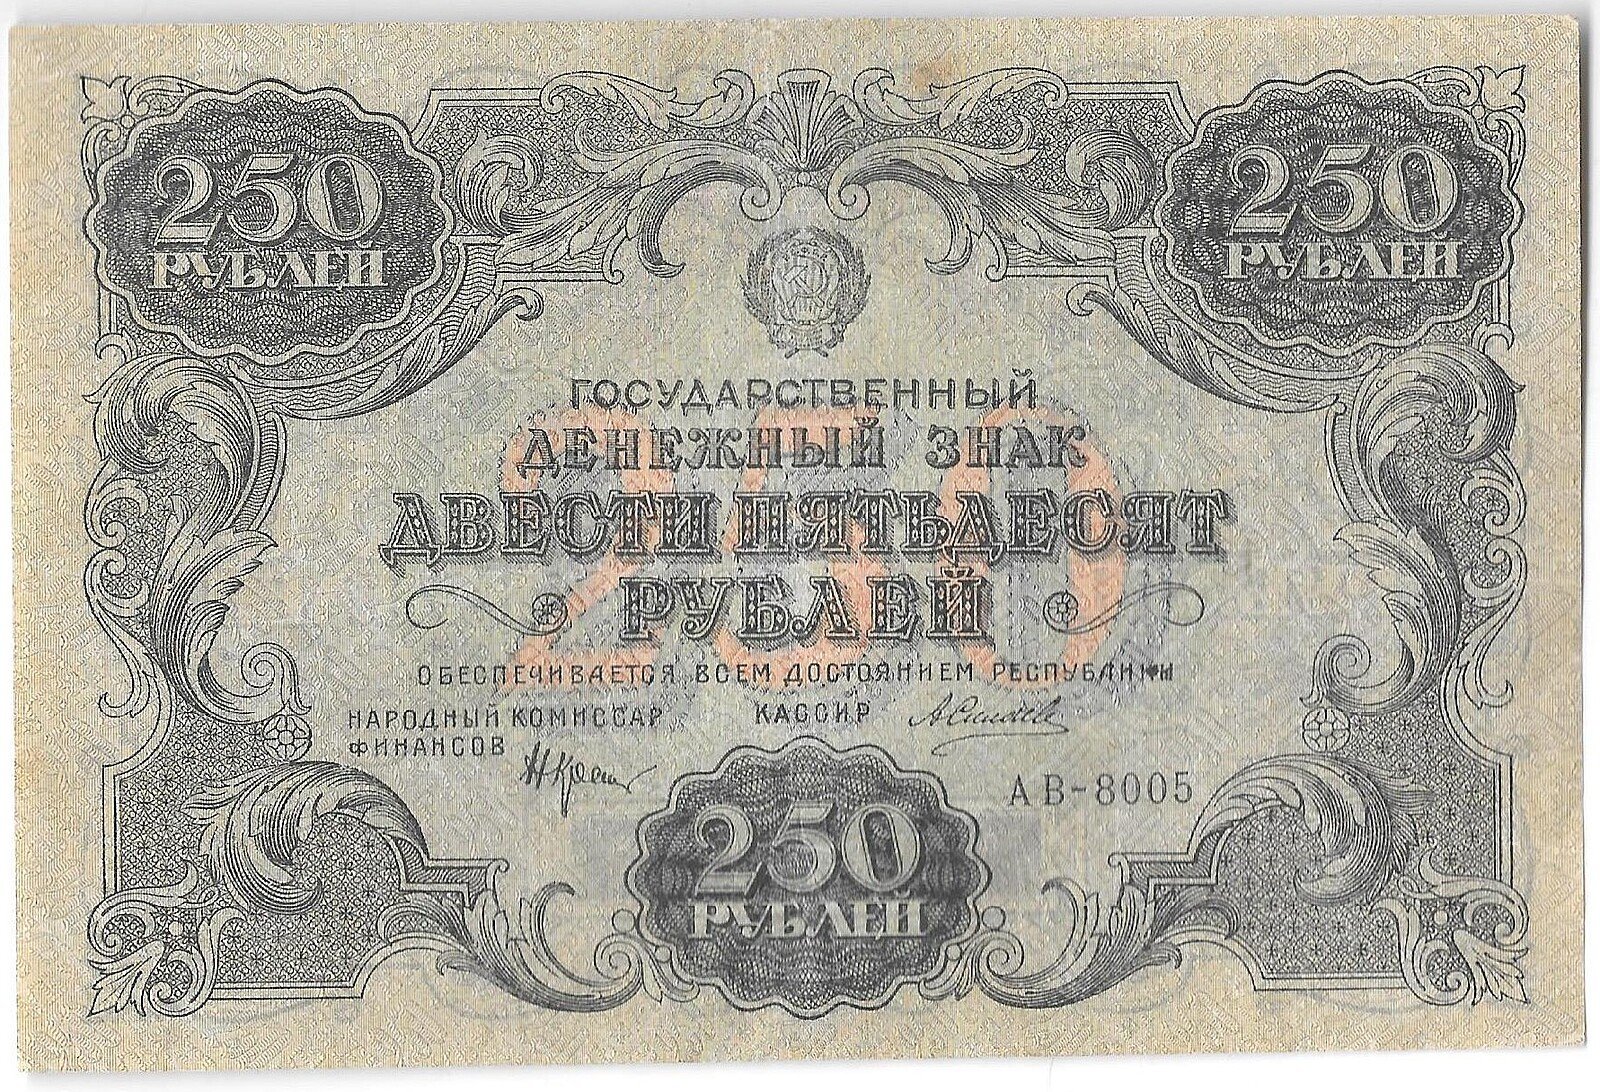 250
РУБЛЕЙ
250
РУБЛЕЙ
ГОСУДАРСТВЕННЫЙ
ДЕНЕЖНЫЙ ЗНАК
250
ДВЕСТИ ПЯТЬДЕСЯТ
РУБЛЕЙ
ОБЕСПЕЧИВАЕТСЯ ВСЕМ ДОСТОЯНИЕМ РЕСПУБЛИКИ
НАРОДНЫЙ КОМИССАР
ФИНАНСОВ
КАССИР
АВ-8005
250
РУБЛЕЙ